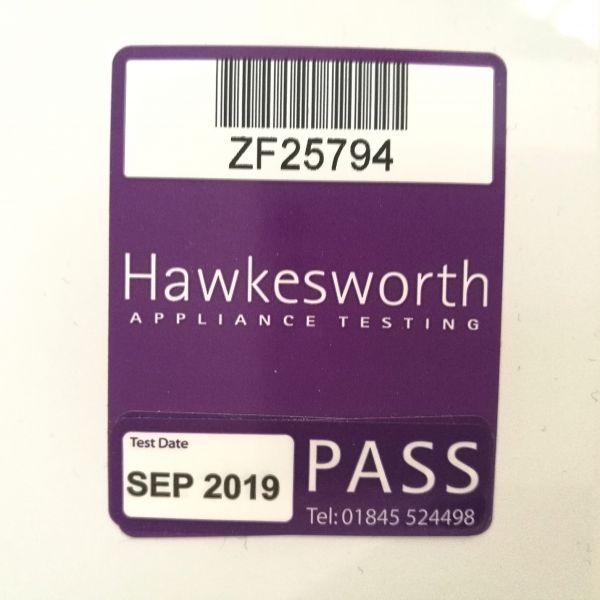 ZF25794
Hawkesworth
APPLIANCE TESTING
Test Date
SEP 2019
PASS
Tel: 01845 524498